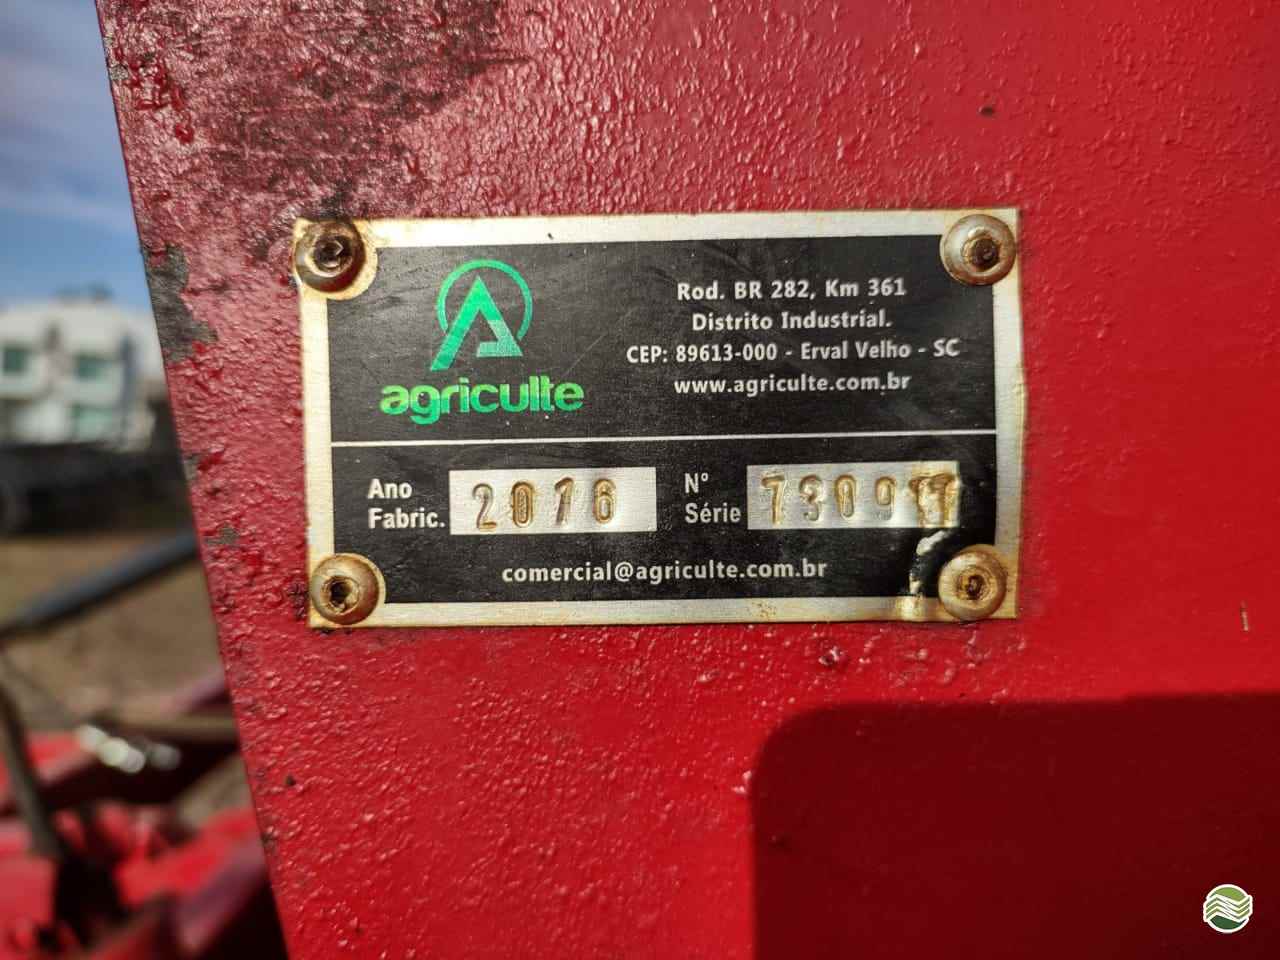 agriculte
Rod. BR 282, Km 361
Distrito Industrial.
CEP: 89613-000 - Erval Velho - SC
www.agriculte.com.br
Ano
Fabric.
2016
N°
Série
comercial@agriculte.com.br